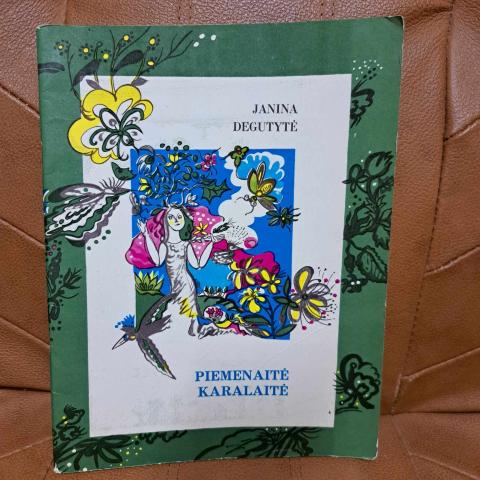 JANINA
DEGUTYTĖ
PIEMENAITĖ
KARALAITĖ